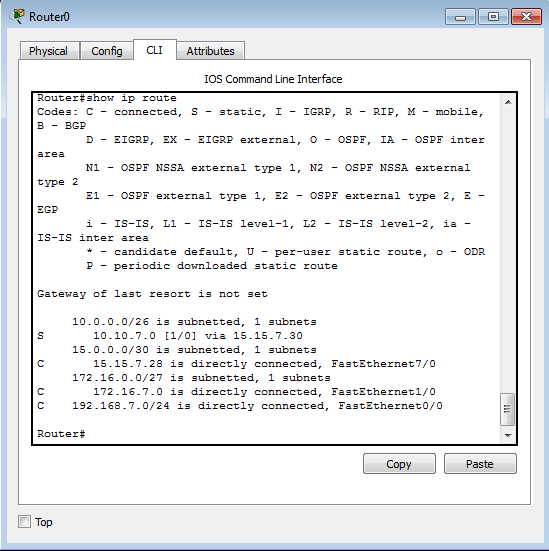 Router0
Physical Config CLI Attributes
IOS Command Line Interface
Router#show ip route
Codes: C - connected, S - static, I - IGRP, R - RIP, M - mobile,
B - BGP
D - EIGRP, EX - EIGRP external, O - OSPF, IA - OSPF inter
area
N1 - OSPF NSSA external type 1, N2 - OSPF NSSA external
type 2
E1 - OSPF external type 1, E2 - OSPF external type 2, E -
EGP
i - IS-IS, L1 - IS-IS level-1, L2 - IS-IS level-2, ia -
IS-IS inter area
* - candidate default, U - per-user static route, o - ODR
P - periodic downloaded static route
Gateway of last resort is not set
10.0.0.0/26 is subnetted, 1 subnets
S 10.10.7.0 [1/0] via 15.15.7.30
15.0.0.0/30 is subnetted, 1 subnets
C 15.15.7.28 is directly connected, FastEthernet7/0
172.16.0.0/27 is subnetted, 1 subnets
C 172.16.7.0 is directly connected, FastEthernet1/0
C 192.168.7.0/24 is directly connected, FastEthernet0/0
Router#
Copy Paste
Top